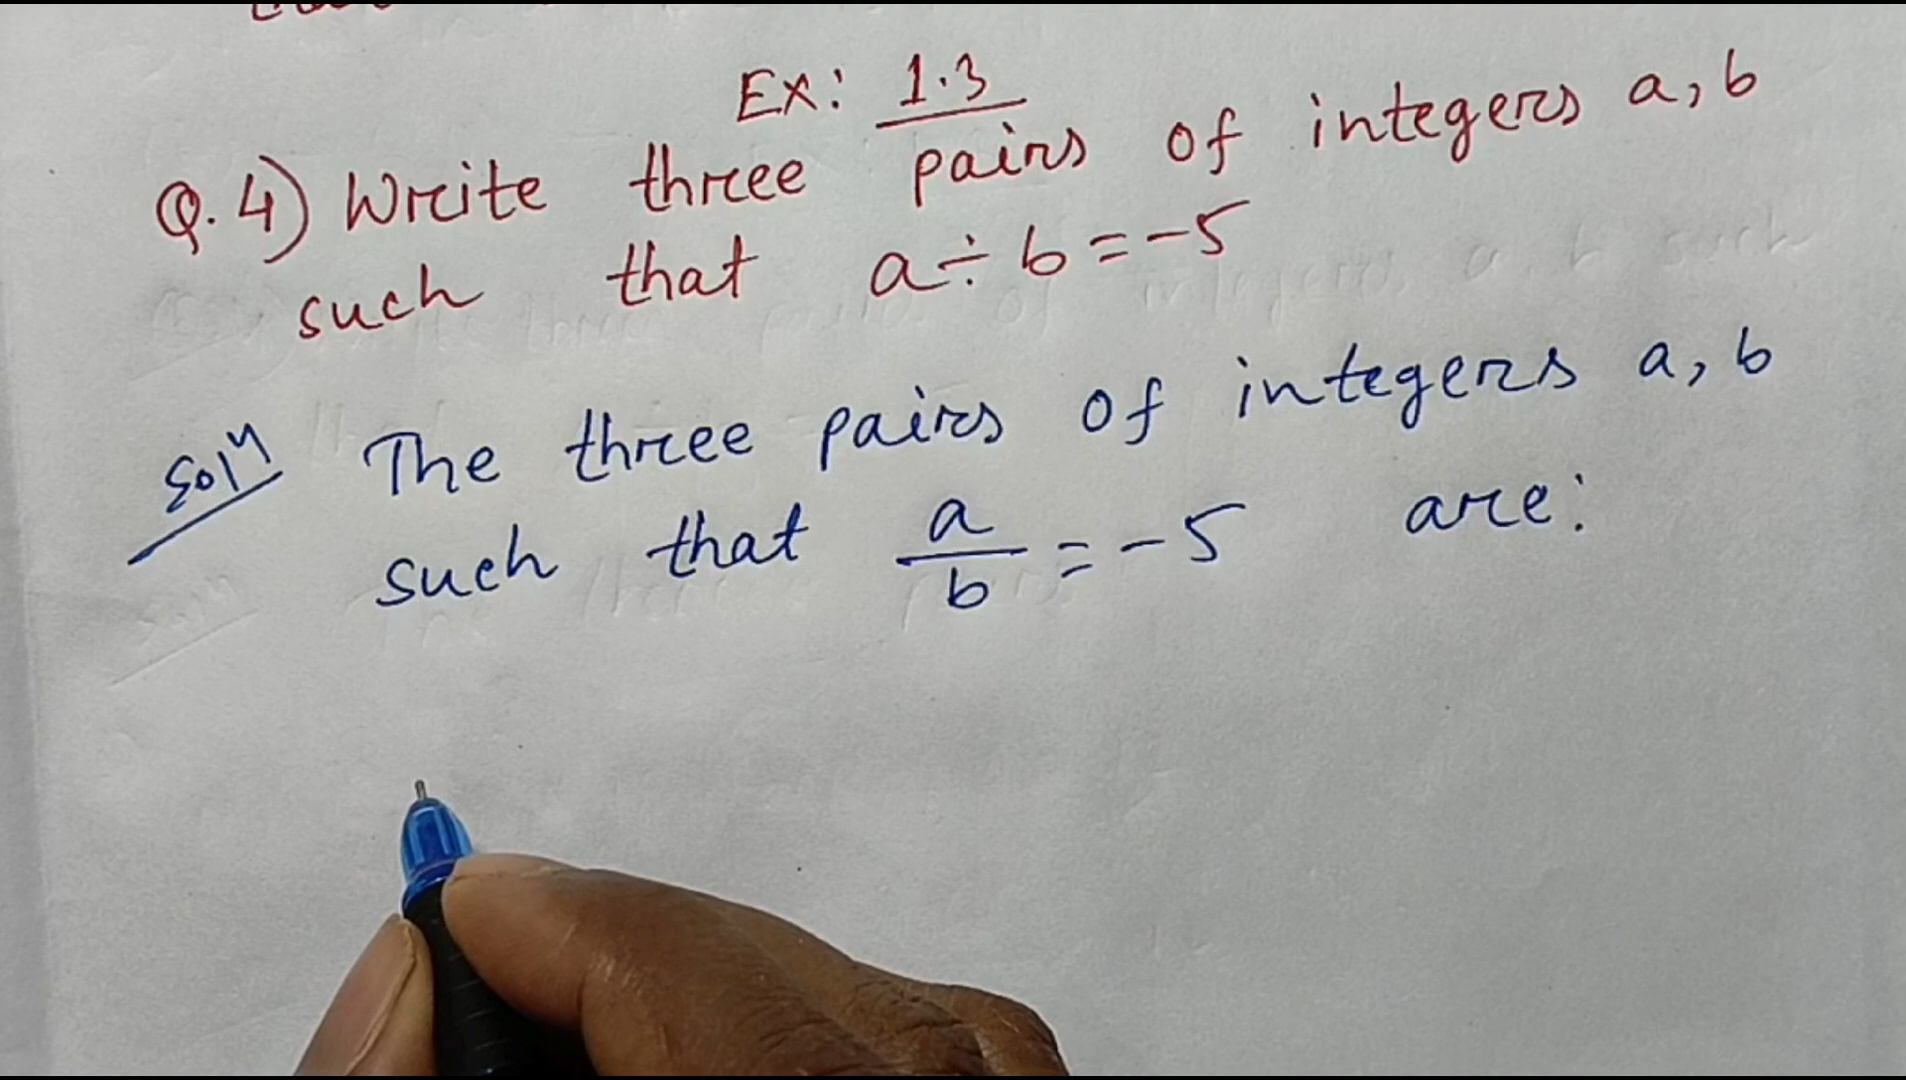 Ex: 1.3
Q.4) Write three pairs of integers a, b
such that a ÷ b = -5
Solⁿ The three pairs of integers a, b
such that a/b = -5 are: